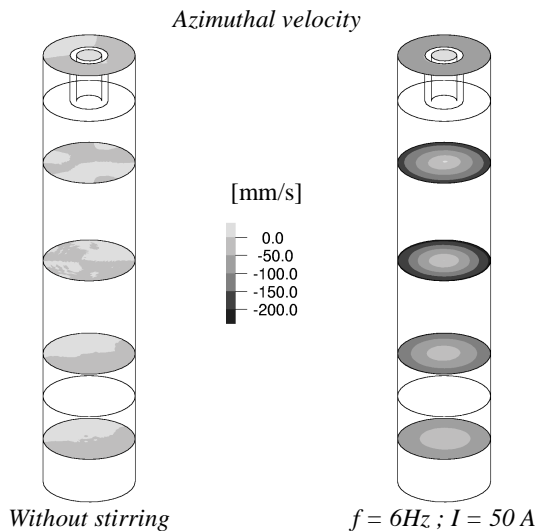 Azimuthal velocity
[mm/s]
0.0
-50.0
-100.0
-150.0
-200.0
Without stirring
f = 6Hz ; I = 50 A